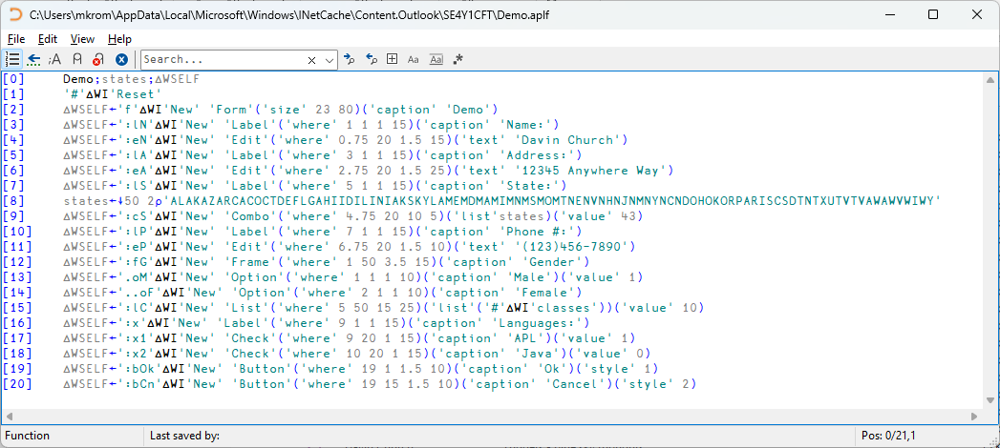 C:\Users\mkrom\AppData\Local\Microsoft\Windows\INetCache\Content.Outlook\SE4Y1CFT\Demo.aplf
File Edit View Help
Search...
[0] Demo;states;∆WSELF
[1] '#'∆WI'Reset'
[2] ∆WSELF←'f'∆WI'New' 'Form'('size' 23 80)('caption' 'Demo')
[3] ∆WSELF←':lN'∆WI'New' 'Label'('where' 1 1 1 15)('caption' 'Name:')
[4] ∆WSELF←':eN'∆WI'New' 'Edit'('where' 0.75 20 1.5 15)('text' 'Davin Church')
[5] ∆WSELF←':lA'∆WI'New' 'Label'('where' 3 1 1 15)('caption' 'Address:')
[6] ∆WSELF←':eA'∆WI'New' 'Edit'('where' 2.75 20 1.5 25)('text' '12345 Anywhere Way')
[7] ∆WSELF←':lS'∆WI'New' 'Label'('where' 5 1 1 15)('caption' 'State:')
[8] states←↓50 2⍴'ALAKAZARCACOCTDEFLGAHIIDILINIAKSKYLAMEMDMAMIMNMSMOMTNENVNHNJNMNYNCNDOHOKORPARISCSDTNTXUTVTVAWAWVWIWY'
[9] ∆WSELF←':cS'∆WI'New' 'Combo'('where' 4.75 20 10 5)('list'states)('value' 43)
[10] ∆WSELF←':lP'∆WI'New' 'Label'('where' 7 1 1 15)('caption' 'Phone #:')
[11] ∆WSELF←':eP'∆WI'New' 'Edit'('where' 6.75 20 1.5 10)('text' '(123)456-7890')
[12] ∆WSELF←':fG'∆WI'New' 'Frame'('where' 1 50 3.5 15)('caption' 'Gender')
[13] ∆WSELF←'.oM'∆WI'New' 'Option'('where' 1 1 1 10)('caption' 'Male')('value' 1)
[14] ∆WSELF←'..oF'∆WI'New' 'Option'('where' 2 1 1 10)('caption' 'Female')
[15] ∆WSELF←':lC'∆WI'New' 'List'('where' 5 50 15 25)('list'('#'∆WI'classes'))('value' 10)
[16] ∆WSELF←':x'∆WI'New' 'Label'('where' 9 1 1 15)('caption' 'Languages:')
[17] ∆WSELF←':x1'∆WI'New' 'Check'('where' 9 20 1 15)('caption' 'APL')('value' 1)
[18] ∆WSELF←':x2'∆WI'New' 'Check'('where' 10 20 1 15)('caption' 'Java')('value' 0)
[19] ∆WSELF←':bOk'∆WI'New' 'Button'('where' 19 1 1.5 10)('caption' 'Ok')('style' 1)
[20] ∆WSELF←':bCn'∆WI'New' 'Button'('where' 19 15 1.5 10)('caption' 'Cancel')('style' 2)
Function Last saved by: Pos: 0/21,1